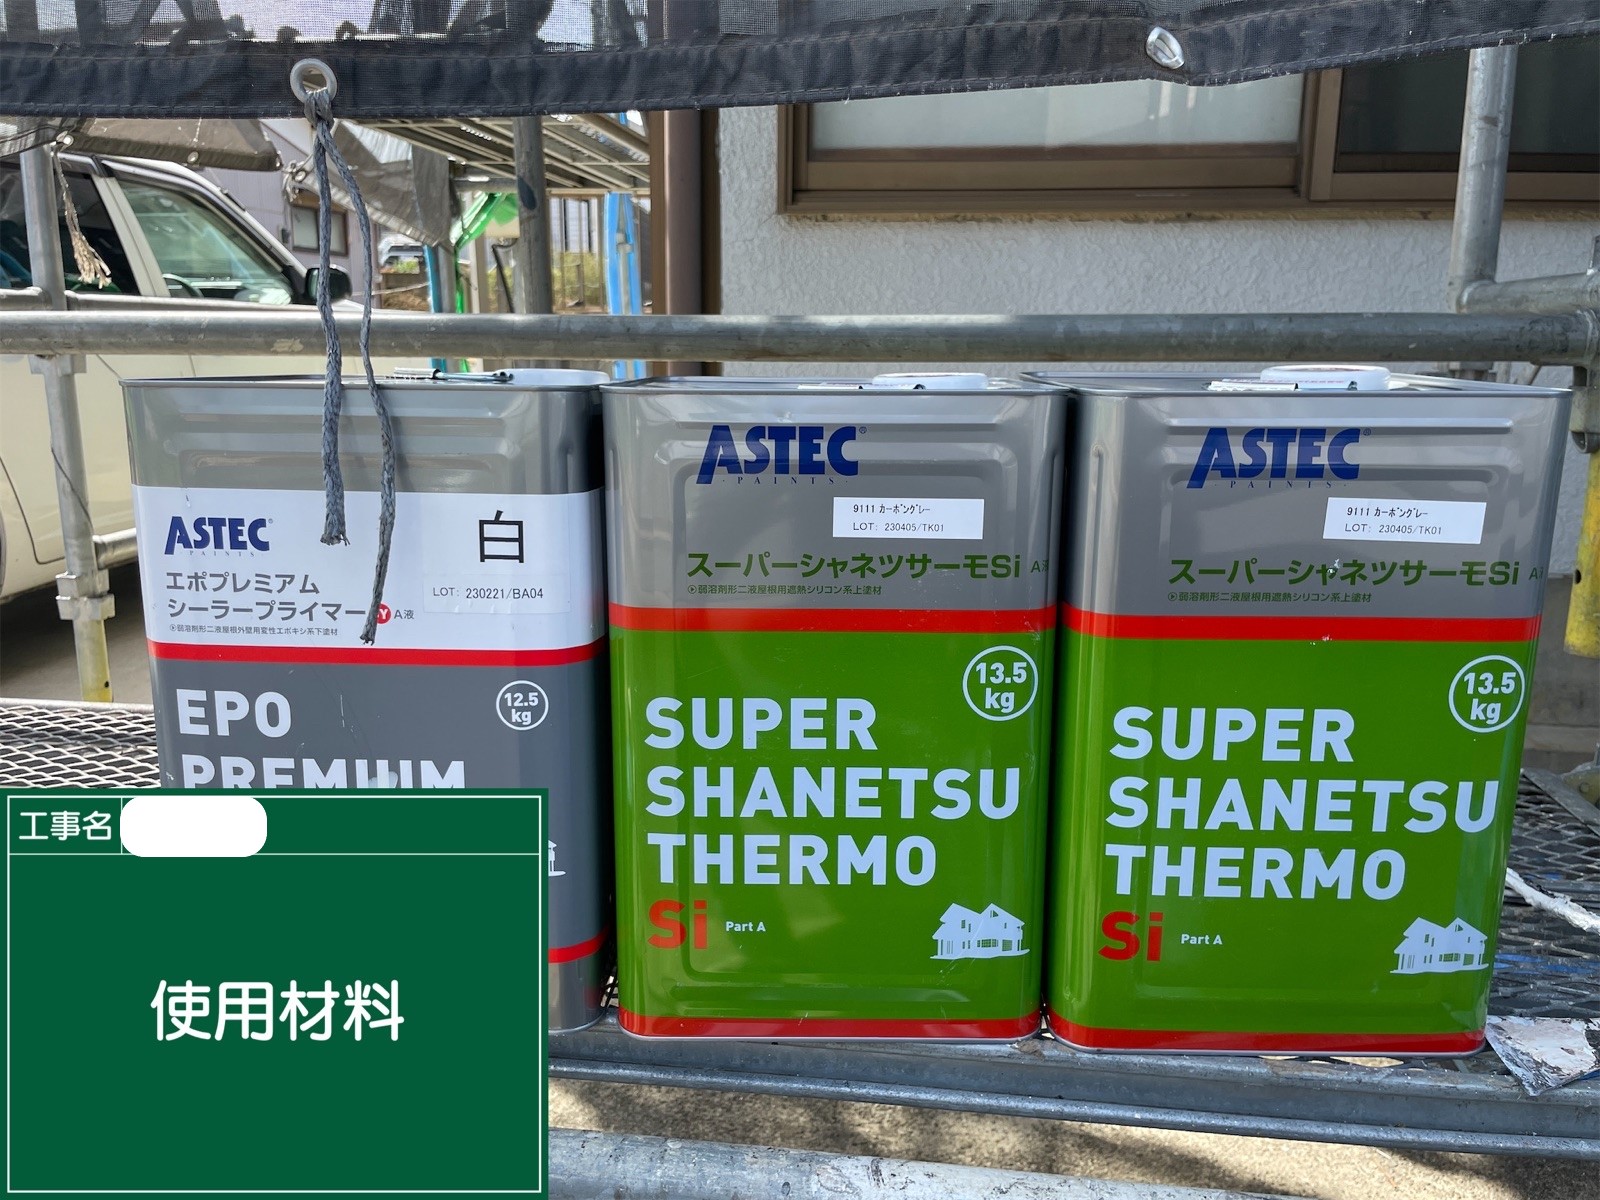 ASTEC®
PAINTS
白
エポプレミアム
シーラープライマー
A液
LOT: 230221/BA04
弱溶剤形二液屋根外壁用変性エポキシ系下塗材
EPO
PREMIUM
12.5
kg
ASTEC®
-PAINTS-
9111 カーボングレー
LOT: 230405/TK01
スーパーシャネツサーモSi A
弱溶剤形二液屋根用遮熱シリコン系上塗材
13.5
kg
SUPER
SHANETSU
THERMO
Si Part A
ASTEC®
-PAINTS-
9111 カーボングレー
LOT: 230405/TK01
スーパーシャネツサーモSi A
弱溶剤形二液屋根用遮熱シリコン系上塗材
13.5
kg
SUPER
SHANETSU
THERMO
Si Part A
工事名
使用材料